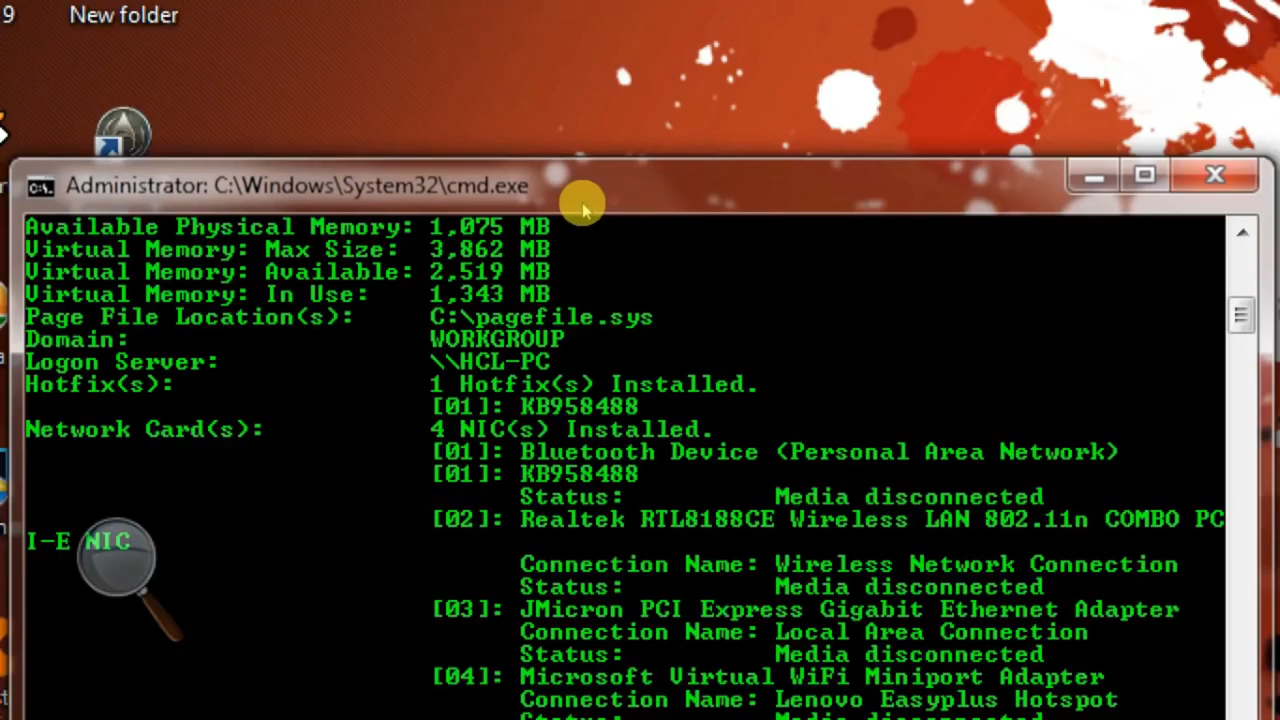 9 New folder
Administrator: C:\Windows\System32\cmd.exe
Available Physical Memory: 1,075 MB
Virtual Memory: Max Size: 3,862 MB
Virtual Memory: Available: 2,519 MB
Virtual Memory: In Use: 1,343 MB
Page File Location(s): C:\pagefile.sys
Domain: WORKGROUP
Logon Server: \\HCL-PC
Hotfix(s): 1 Hotfix(s) Installed.
[01]: KB958488
Network Card(s): 4 NIC(s) Installed.
[01]: Bluetooth Device (Personal Area Network)
[01]: KB958488
Status: Media disconnected
[02]: Realtek RTL8188CE Wireless LAN 802.11n COMBO PC
I-E NIC
Connection Name: Wireless Network Connection
Status: Media disconnected
[03]: JMicron PCI Express Gigabit Ethernet Adapter
Connection Name: Local Area Connection
Status: Media disconnected
[04]: Microsoft Virtual WiFi Miniport Adapter
Connection Name: Lenovo Easyplus Hotspot